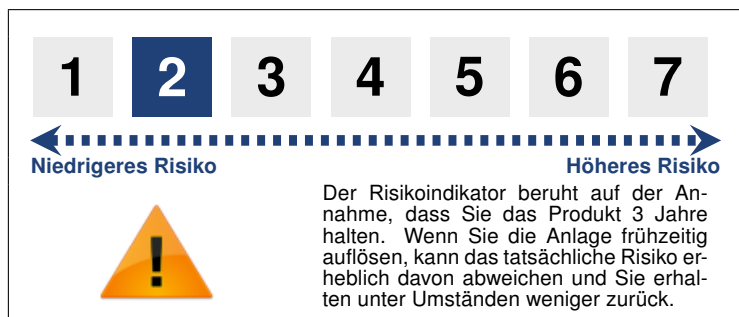 1 2 3 4 5 6 7
Niedrigeres Risiko Höheres Risiko
!
Der Risikoindikator beruht auf der An-
nahme, dass Sie das Produkt 3 Jahre
halten. Wenn Sie die Anlage frühzeitig
auflösen, kann das tatsächliche Risiko er-
heblich davon abweichen und Sie erhal-
ten unter Umständen weniger zurück.